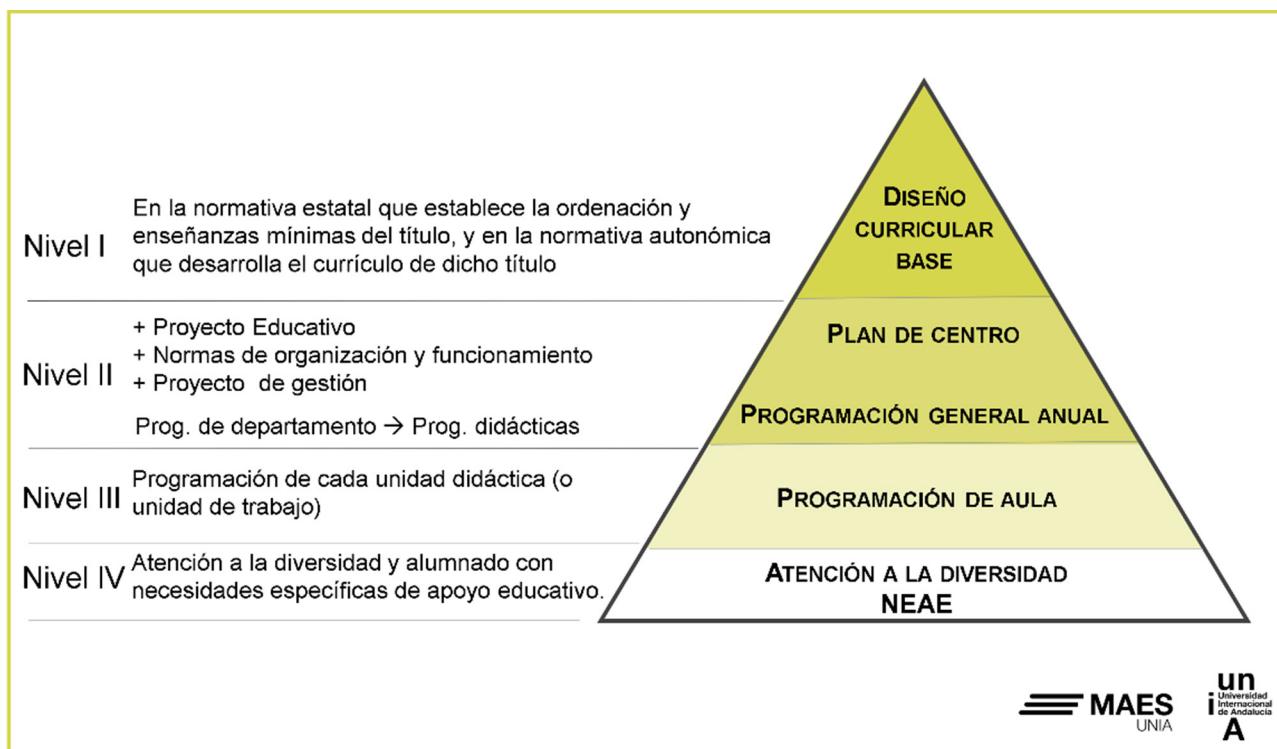 Nivel I
En la normativa estatal que establece la ordenación y
enseñanzas mínimas del título, y en la normativa autonómica
que desarrolla el currículo de dicho título
DISEÑO
CURRICULAR
BASE
Nivel II
+ Proyecto Educativo
+ Normas de organización y funcionamiento
+ Proyecto de gestión
Prog. de departamento → Prog. didácticas
PLAN DE CENTRO
PROGRAMACIÓN GENERAL ANUAL
Nivel III
Programación de cada unidad didáctica (o
unidad de trabajo)
PROGRAMACIÓN DE AULA
Nivel IV
Atención a la diversidad y alumnado con
necesidades específicas de apoyo educativo.
ATENCIÓN A LA DIVERSIDAD
NEAE
MAES
UNIA
un
i
Universidad
Internacional
de Andalucía
A